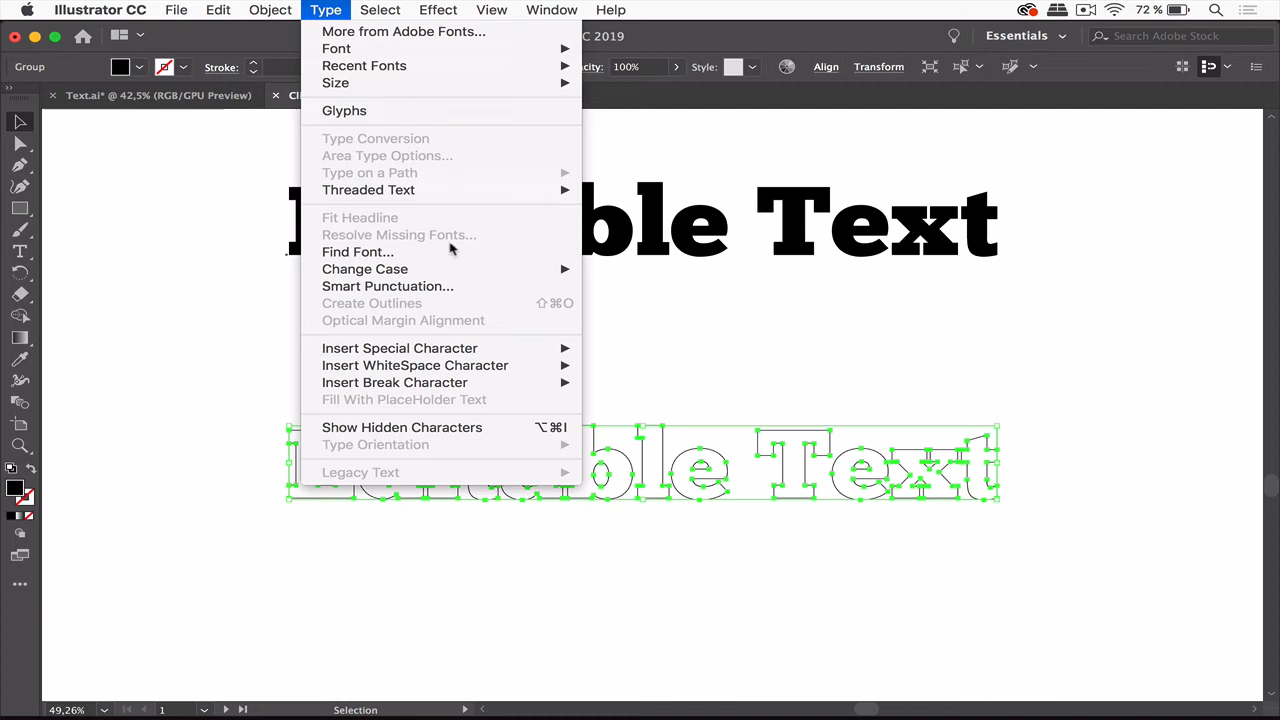 Illustrator CC File Edit Object Type Select Effect View Window Help 72 %
CC 2019 Essentials Search Adobe Stock
Group Stroke: 100% Style: Align Transform
Text.ai* @ 42,5% (RGB/GPU Preview)
More from Adobe Fonts...
Font
Recent Fonts
Size
Glyphs
Type Conversion
Area Type Options...
Type on a Path
Threaded Text
Fit Headline
Resolve Missing Fonts...
Find Font...
Change Case
Smart Punctuation...
Create Outlines ⇧⌘O
Optical Margin Alignment
Insert Special Character
Insert WhiteSpace Character
Insert Break Character
Fill With PlaceHolder Text
Show Hidden Characters ⌥⌘I
Type Orientation
Legacy Text
ble Text
ble Text
49,26% 1 Selection